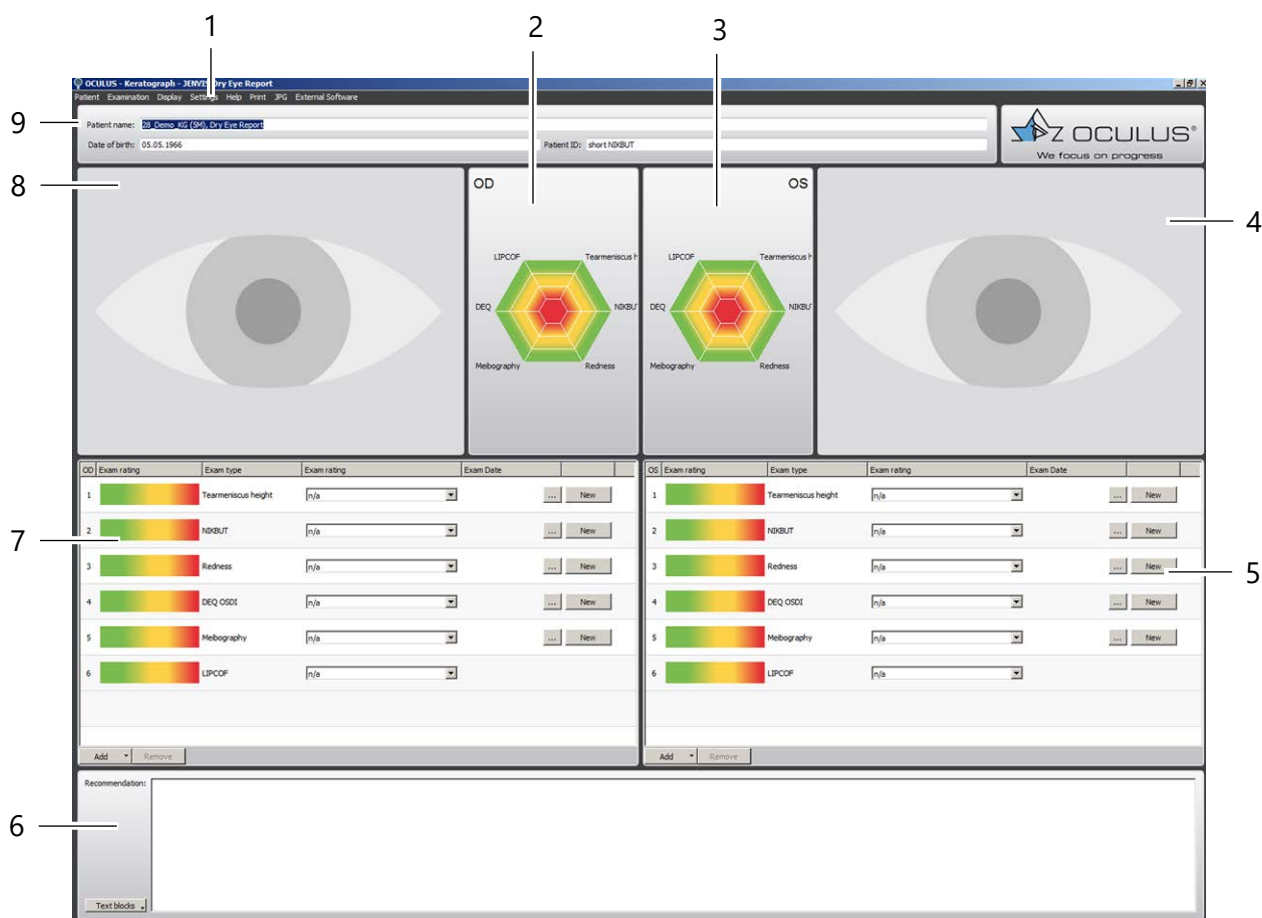 1
2
3
OCULUS - Keratograph - JENVIS Dry Eye Report
Patient Examination Display Settings Help Print JPG External Software
9
Patient name: 28_Demo_KG (SM), Dry Eye Report
Date of birth: 05.05.1966 Patient ID: short NIKBUT
OCULUS®
We focus on progress
8
OD
OS
4
LIPCOF Tearmeniscus h
DEQ NIKBU
Meibography Redness
LIPCOF Tearmeniscus h
DEQ NIKBU
Meibography Redness
OD Exam rating Exam type Exam rating Exam Date
1 Tearmeniscus height n/a ... New
2 NIKBUT n/a ... New
3 Redness n/a ... New
4 DEQ OSDI n/a ... New
5 Meibography n/a ... New
6 LIPCOF n/a
Add Remove
7
OS Exam rating Exam type Exam rating Exam Date
1 Tearmeniscus height n/a ... New
2 NIKBUT n/a ... New
3 Redness n/a ... New
4 DEQ OSDI n/a ... New
5 Meibography n/a ... New
6 LIPCOF n/a
Add Remove
5
Recommendation:
6
Text blocks